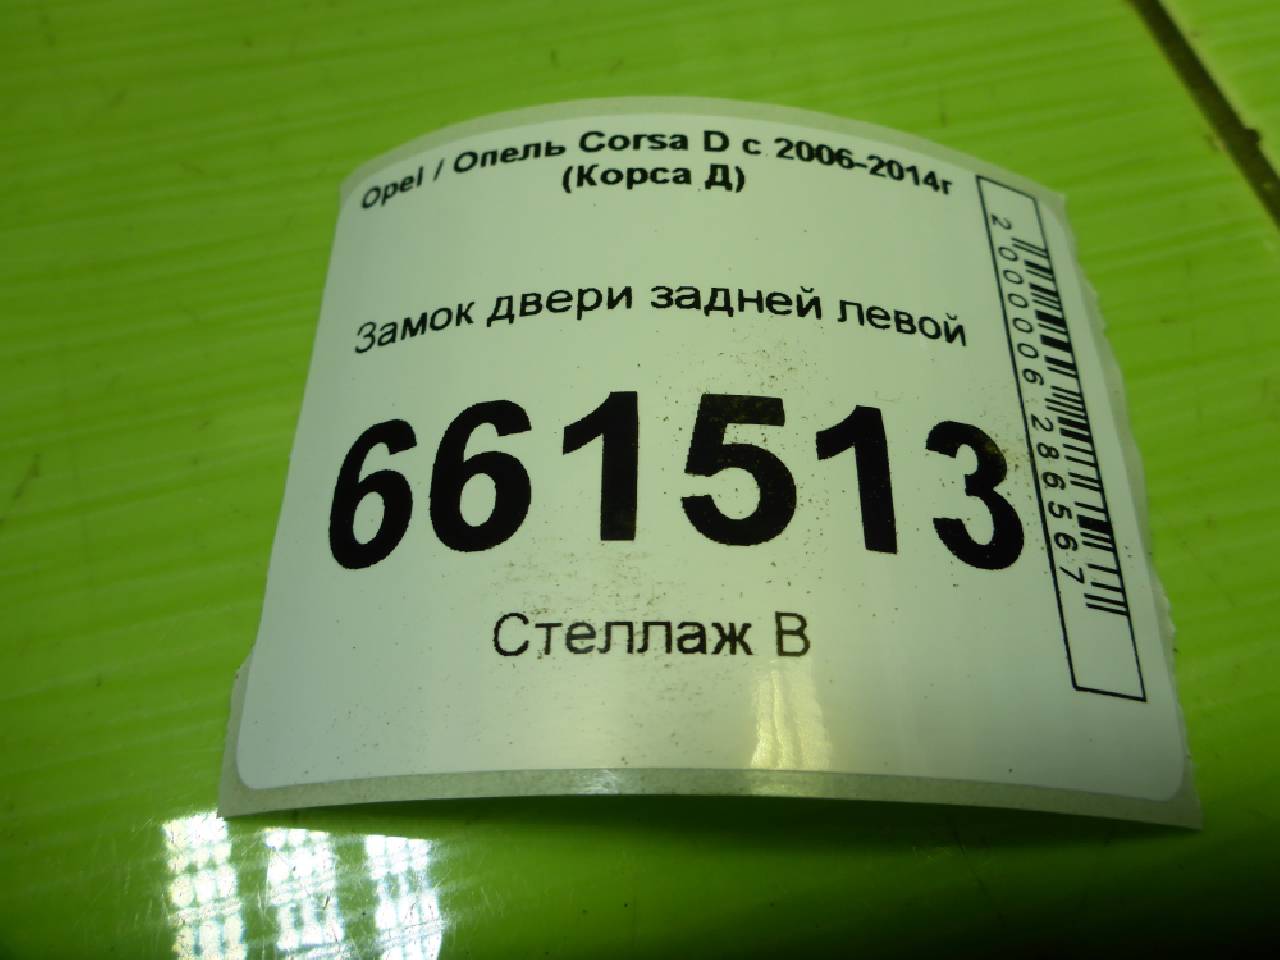 Opel / Опель Corsa D с 2006-2014г
(Корса Д)
Замок двери задней левой
661513
Стеллаж В
2000006286567